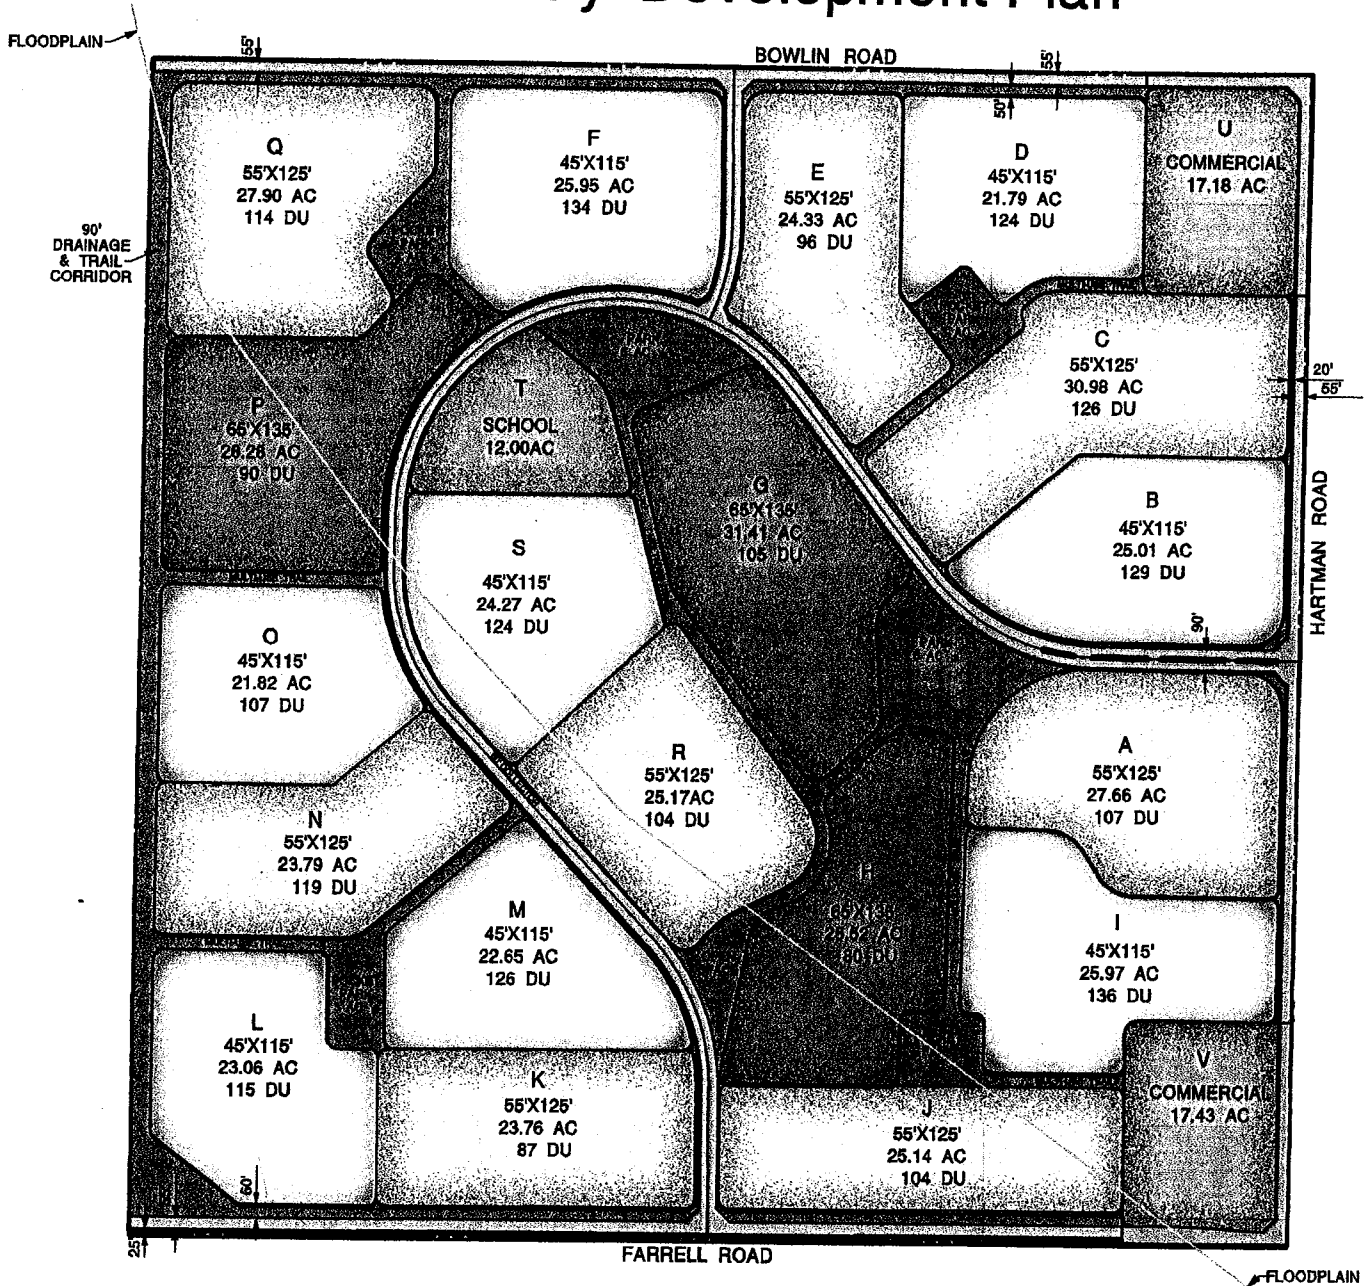 Development Plan
FLOODPLAIN
55'
BOWLIN ROAD
55'
50'
Q
55'X125'
27.90 AC
114 DU
F
45'X115'
25.95 AC
134 DU
E
55'X125'
24.33 AC
96 DU
D
45'X115'
21.79 AC
124 DU
U
COMMERCIAL
17.18 AC
90'
DRAINAGE
& TRAIL
CORRIDOR
C
55'X125'
30.98 AC
126 DU
20'
55'
P
65'X135'
26.26 AC
90 DU
T
SCHOOL
12.00AC
G
65'X135'
31.41 AC
105 DU
B
45'X115'
25.01 AC
129 DU
HARTMAN ROAD
S
45'X115'
24.27 AC
124 DU
90'
O
45'X115'
21.82 AC
107 DU
R
55'X125'
25.17AC
104 DU
A
55'X125'
27.66 AC
107 DU
N
55'X125'
23.79 AC
119 DU
H
65'X135'
80 DU
M
45'X115'
22.65 AC
126 DU
I
45'X115'
25.97 AC
136 DU
L
45'X115'
23.06 AC
115 DU
K
55'X125'
23.76 AC
87 DU
J
55'X125'
25.14 AC
104 DU
V
COMMERCIAL
17.43 AC
60'
25'
FARRELL ROAD
FLOODPLAIN